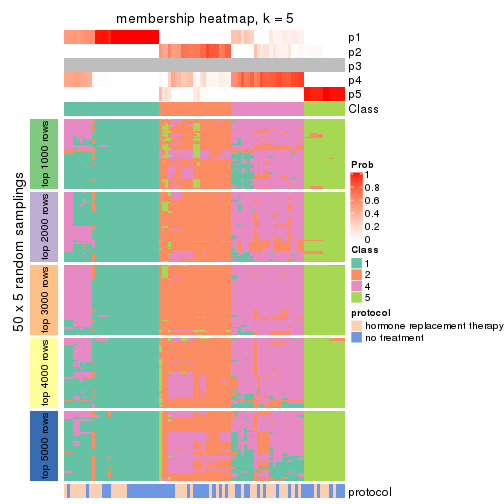 membership heatmap, k = 5
p1
p2
p3
p4
p5
Class
50 x 5 random samplings
top 1000 rows
top 2000 rows
top 3000 rows
top 4000 rows
top 5000 rows
protocol
Prob
1
0.8
0.6
0.4
0.2
0
Class
1
2
4
5
protocol
hormone replacement therapy
no treatment